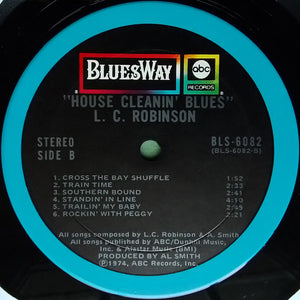 BLUESWAY
abc
RECORDS
"HOUSE CLEANIN' BLUES"
L. C. ROBINSON
STEREO
SIDE B
BLS-6082
(BLS-6082-B)
1. CROSS THE BAY SHUFFLE 1:52
2. TRAIN TIME 2:33
3. SOUTHERN BOUND 2:41
4. STANDIN' IN LINE 4:10
5. TRAILIN' MY BABY
6. ROCKIN' WITH PEGGY 2:21
All songs composed by L.C. Robinson & A. Smith
All songs published by ABC/Dunhill Music,
Inc. & Alastar Music (BMI)
PRODUCED BY AL SMITH
©1974, ABC Records, Inc.